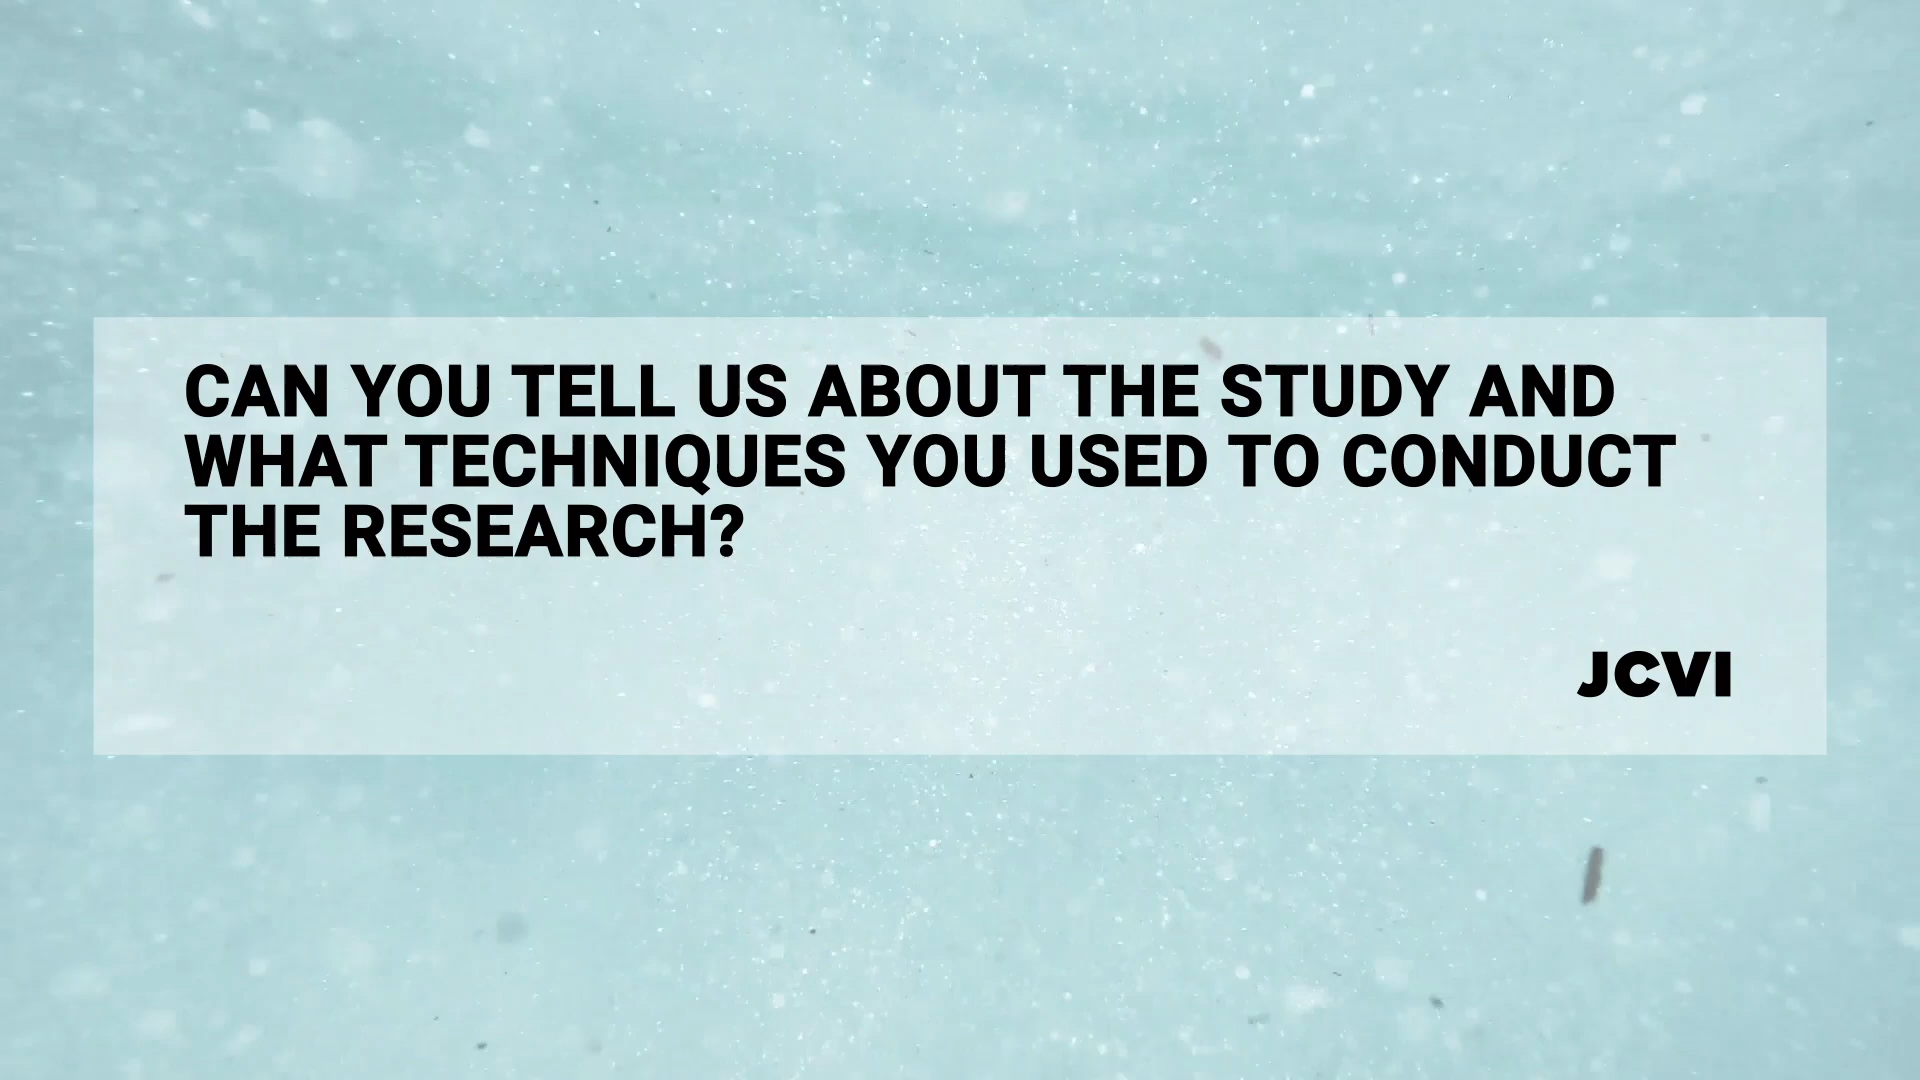 CAN YOU TELL US ABOUT THE STUDY AND
WHAT TECHNIQUES YOU USED TO CONDUCT
THE RESEARCH?
JCVI